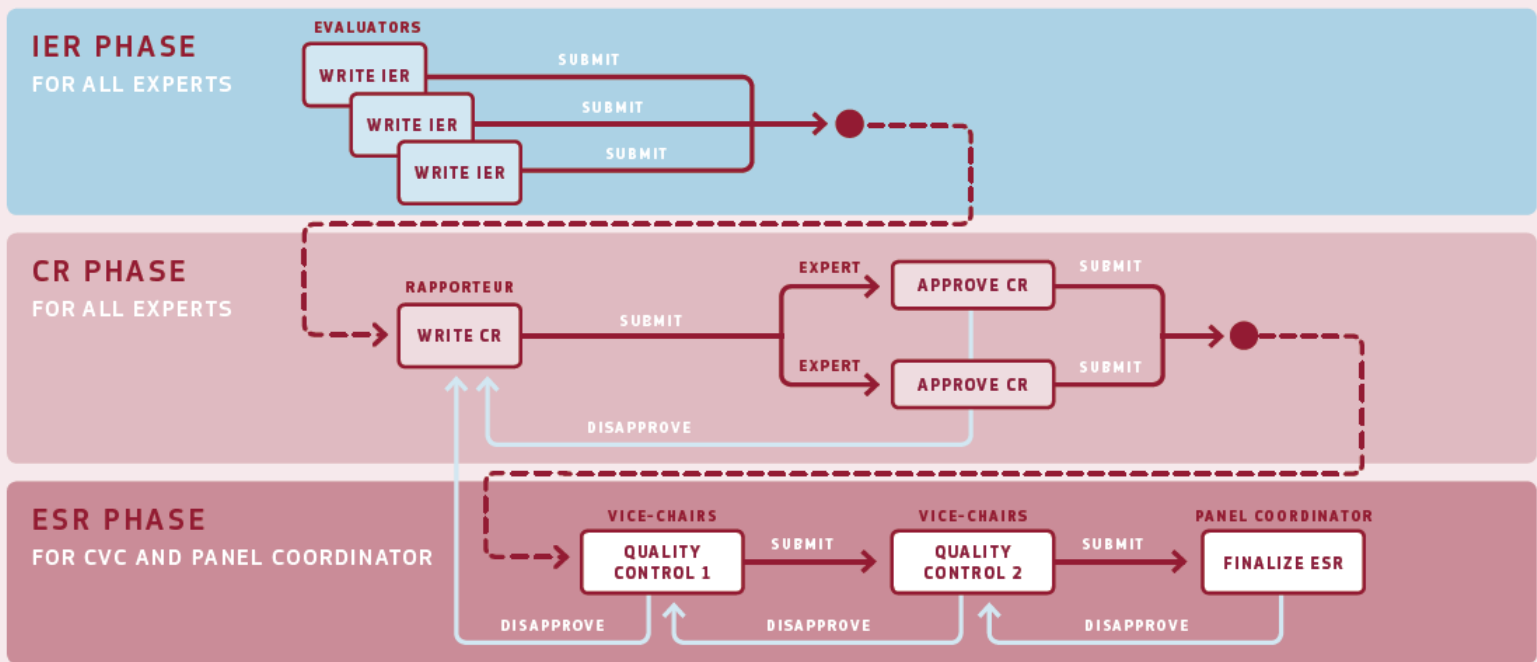 IER PHASE
FOR ALL EXPERTS
EVALUATORS
WRITE IER
SUBMIT
WRITE IER
SUBMIT
WRITE IER
SUBMIT
CR PHASE
FOR ALL EXPERTS
RAPPORTEUR
WRITE CR
SUBMIT
EXPERT
APPROVE CR
SUBMIT
EXPERT
APPROVE CR
SUBMIT
DISAPPROVE
ESR PHASE
FOR CVC AND PANEL COORDINATOR
VICE-CHAIRS
QUALITY
CONTROL 1
SUBMIT
VICE-CHAIRS
QUALITY
CONTROL 2
SUBMIT
PANEL COORDINATOR
FINALIZE ESR
DISAPPROVE
DISAPPROVE
DISAPPROVE